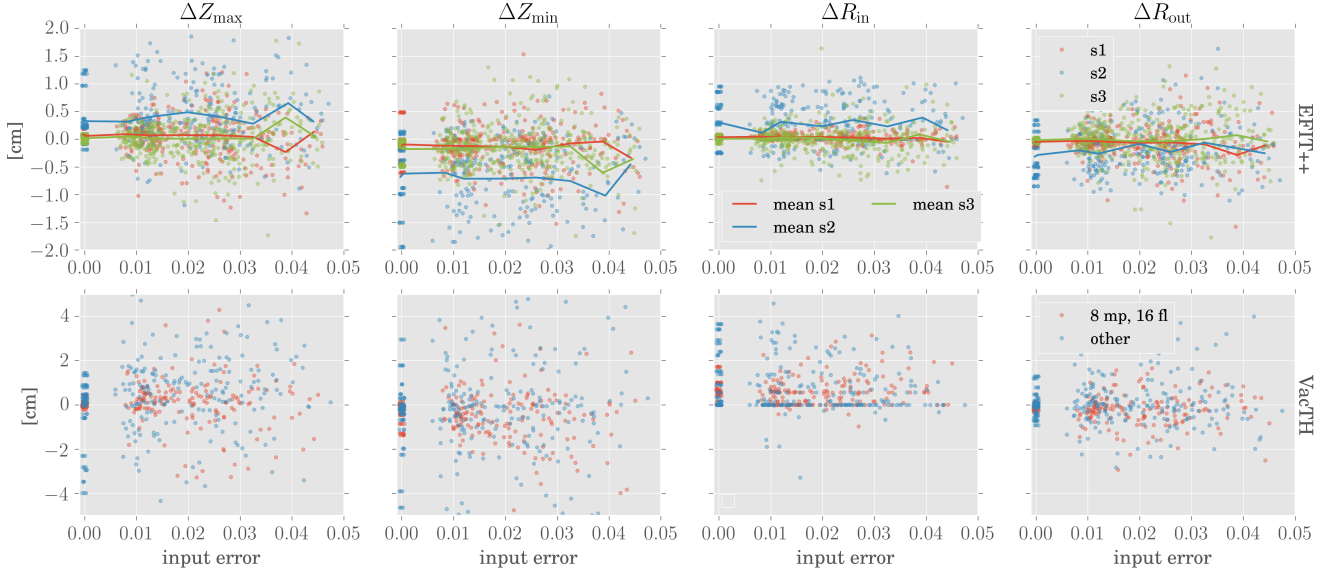 ΔZmax ΔZmin ΔRin ΔRout
2.0
1.5
1.0
0.5
0.0
−0.5
−1.0
−1.5
−2.0
[cm]
mean s1 mean s3
mean s2
s1
s2
s3
EFIT++
0.00 0.01 0.02 0.03 0.04 0.05 0.00 0.01 0.02 0.03 0.04 0.05 0.00 0.01 0.02 0.03 0.04 0.05 0.00 0.01 0.02 0.03 0.04 0.05
4
2
0
−2
−4
[cm]
8 mp, 16 fl
other
VacTH
0.00 0.01 0.02 0.03 0.04 0.05 0.00 0.01 0.02 0.03 0.04 0.05 0.00 0.01 0.02 0.03 0.04 0.05 0.00 0.01 0.02 0.03 0.04 0.05
input error input error input error input error